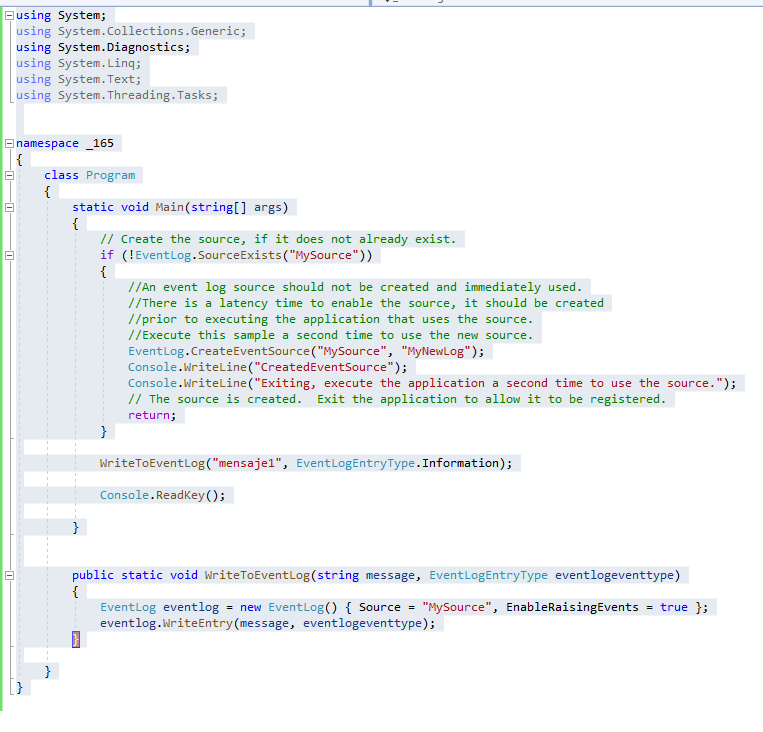 using System;
using System.Collections.Generic;
using System.Diagnostics;
using System.Linq;
using System.Text;
using System.Threading.Tasks;
namespace _165
{
class Program
{
static void Main(string[] args)
{
// Create the source, if it does not already exist.
if (!EventLog.SourceExists("MySource"))
{
//An event log source should not be created and immediately used.
//There is a latency time to enable the source, it should be created
//prior to executing the application that uses the source.
//Execute this sample a second time to use the new source.
EventLog.CreateEventSource("MySource", "MyNewLog");
Console.WriteLine("CreatedEventSource");
Console.WriteLine("Exiting, execute the application a second time to use the source.");
// The source is created.  Exit the application to allow it to be registered.
return;
}
WriteToEventLog("mensaje1", EventLogEntryType.Information);
Console.ReadKey();
}
public static void WriteToEventLog(string message, EventLogEntryType eventlogeventtype)
{
EventLog eventlog = new EventLog() { Source = "MySource", EnableRaisingEvents = true };
eventlog.WriteEntry(message, eventlogeventtype);
}
}
}